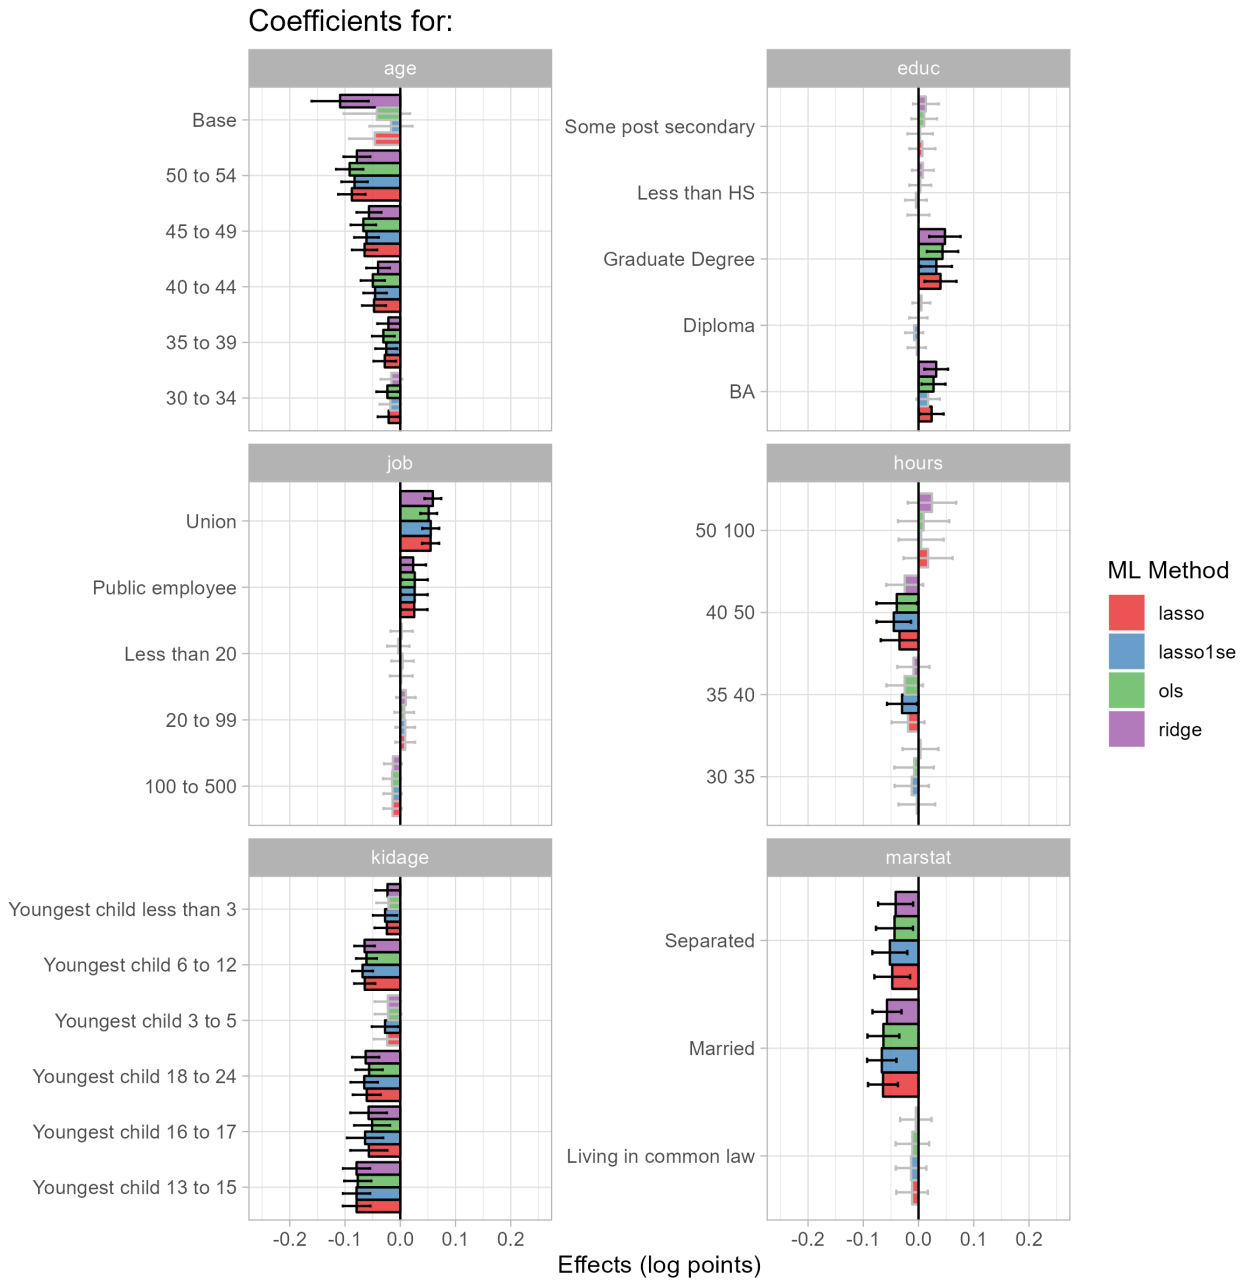 Coefficients for:
age
Base
50 to 54
45 to 49
40 to 44
35 to 39
30 to 34
educ
Some post secondary
Less than HS
Graduate Degree
Diploma
BA
job
Union
Public employee
Less than 20
20 to 99
100 to 500
hours
50 100
40 50
35 40
30 35
kidage
Youngest child less than 3
Youngest child 6 to 12
Youngest child 3 to 5
Youngest child 18 to 24
Youngest child 16 to 17
Youngest child 13 to 15
-0.2 -0.1 0.0 0.1 0.2
marstat
Separated
Married
Living in common law
-0.2 -0.1 0.0 0.1 0.2
Effects (log points)
ML Method
lasso
lasso1se
ols
ridge